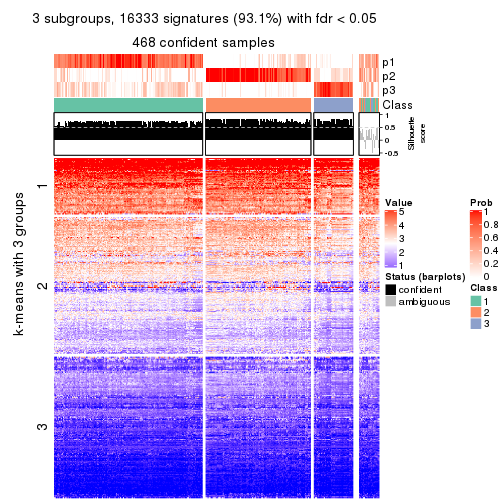 3 subgroups, 16333 signatures (93.1%) with fdr < 0.05
468 confident samples
p1
p2
p3
Class
1
0.5
0
-0.5
Silhouette
score
k-means with 3 groups
1
2
3
Value
5
4
3
2
1
Status (barplots)
confident
ambiguous
Prob
1
0.8
0.6
0.4
0.2
0
Class
1
2
3